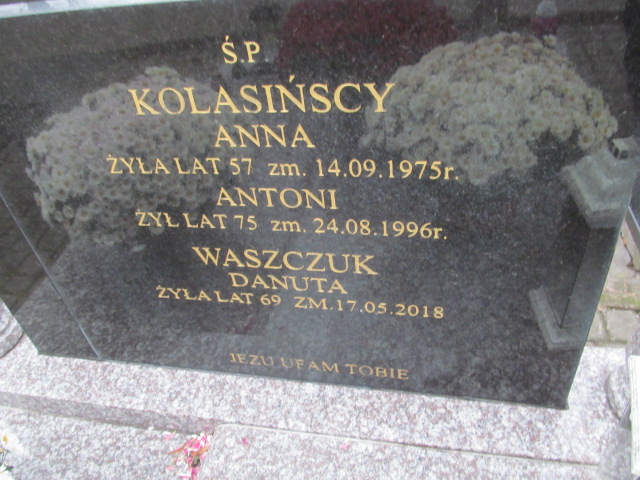 Ś.P
KOLASIŃSCY
ANNA
ŻYŁA LAT 57 zm. 14.09.1975r.
ANTONI
ŻYŁ LAT 75 zm. 24.08.1996r.
WASZCZUK
DANUTA
ŻYŁA LAT 69 ZM.17.05.2018
JEZU UFAM TOBIE